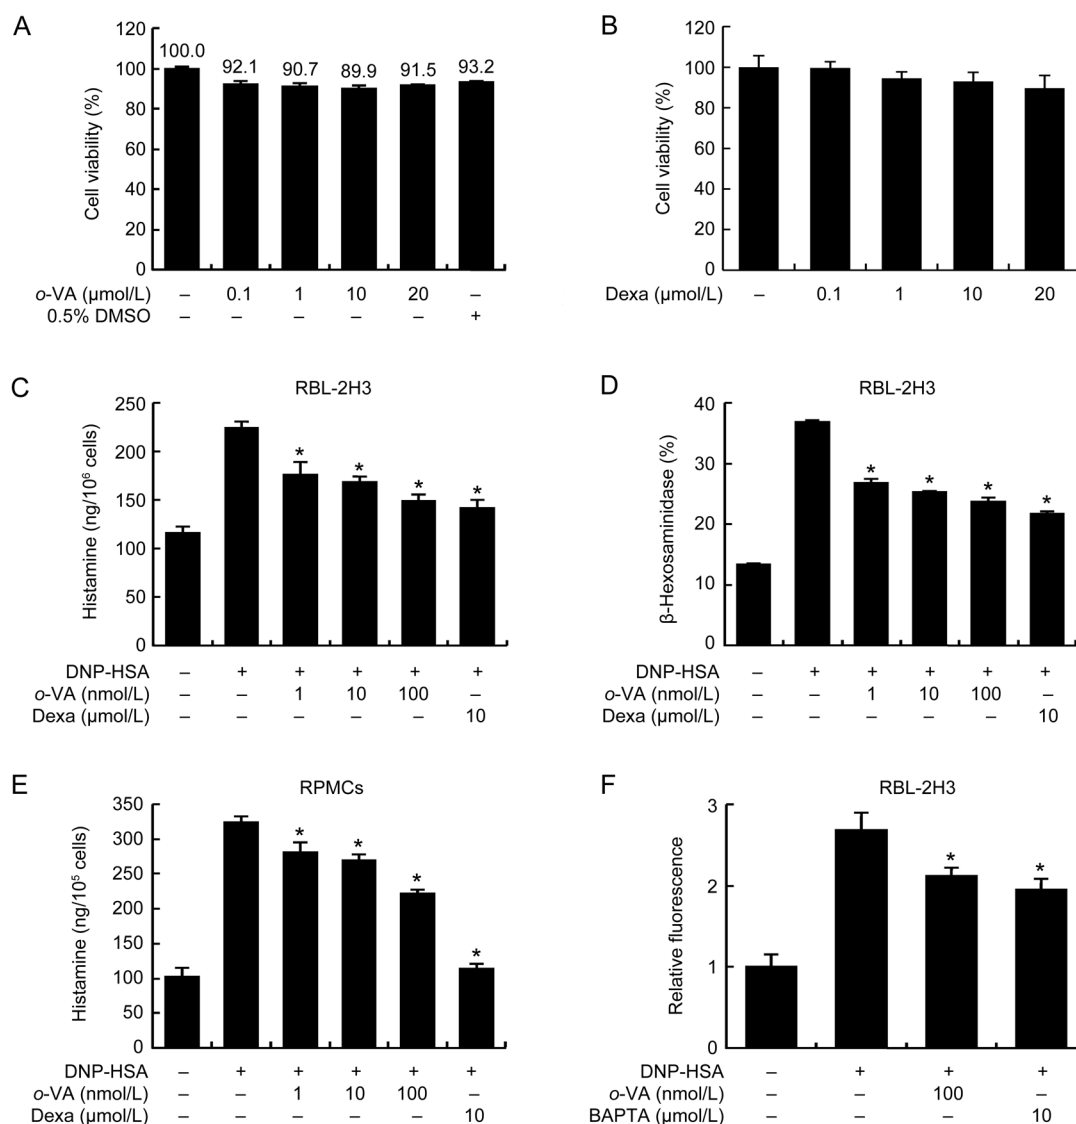 A
120
100
80
60
40
20
0
Cell viability (%)
100.0 92.1 90.7 89.9 91.5 93.2
o-VA (μmol/L) – 0.1 1 10 20 –
0.5% DMSO – – – – – +
B
120
100
80
60
40
20
0
Cell viability (%)
Dexa (μmol/L) – 0.1 1 10 20
C
RBL-2H3
250
200
150
100
50
0
Histamine (ng/10⁶ cells)
* * * *
DNP-HSA – + + + + +
o-VA (nmol/L) – – 1 10 100 –
Dexa (μmol/L) – – – – – 10
D
RBL-2H3
40
30
20
10
0
β-Hexosaminidase (%)
* * * *
DNP-HSA – + + + + +
o-VA (nmol/L) – – 1 10 100 –
Dexa (μmol/L) – – – – – 10
E
RPMCs
350
300
250
200
150
100
50
0
Histamine (ng/10⁵ cells)
* * * *
DNP-HSA – + + + + +
o-VA (nmol/L) – – 1 10 100 –
Dexa (μmol/L) – – – – – 10
F
RBL-2H3
3
2
1
0
Relative fluorescence
* *
DNP-HSA – + + +
o-VA (nmol/L) – – 100 –
BAPTA (μmol/L) – – – 10